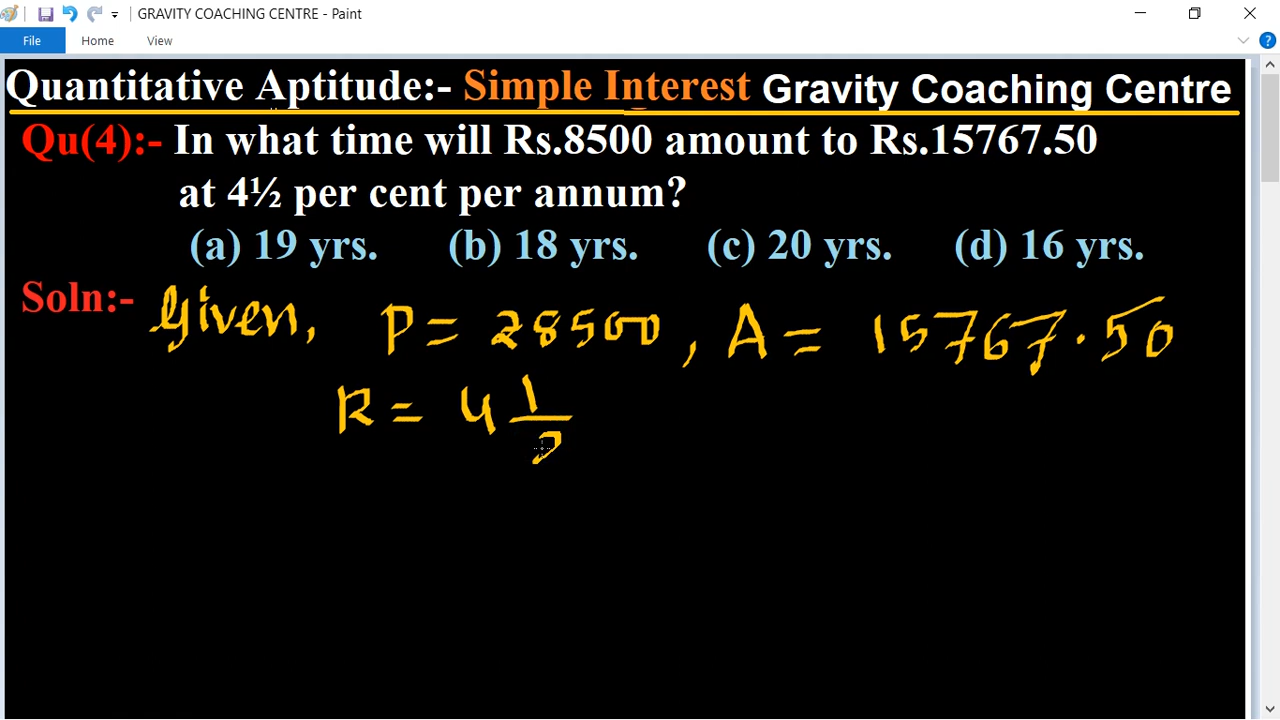 GRAVITY COACHING CENTRE - Paint
File Home View
Quantitative Aptitude:- Simple Interest Gravity Coaching Centre
Qu(4):- In what time will Rs.8500 amount to Rs.15767.50
at 4½ per cent per annum?
(a) 19 yrs. (b) 18 yrs. (c) 20 yrs. (d) 16 yrs.
Soln:- Given, P = ₹8500, A = 15767.50
R = 4 1/2